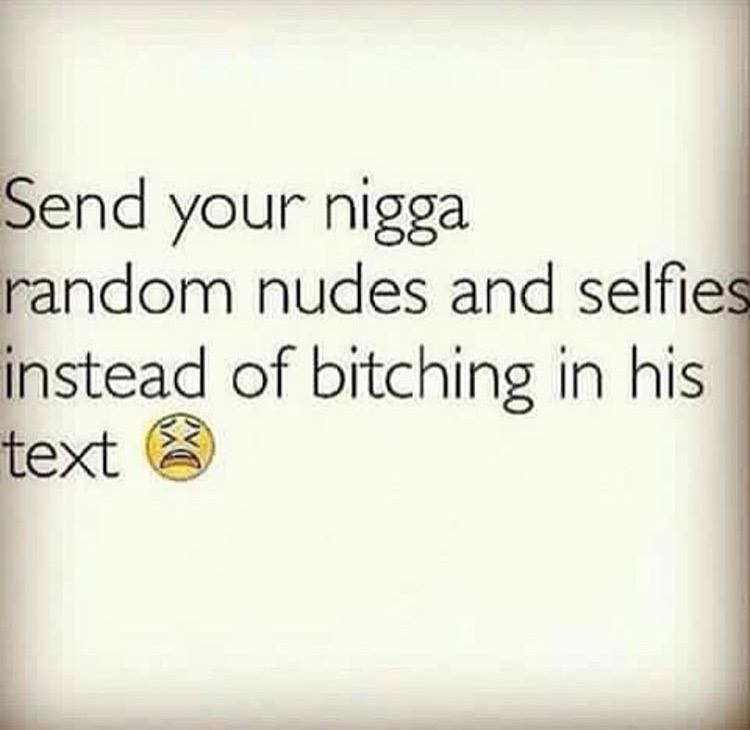 Send your nigga
random nudes and selfies
instead of bitching in his
text 😫